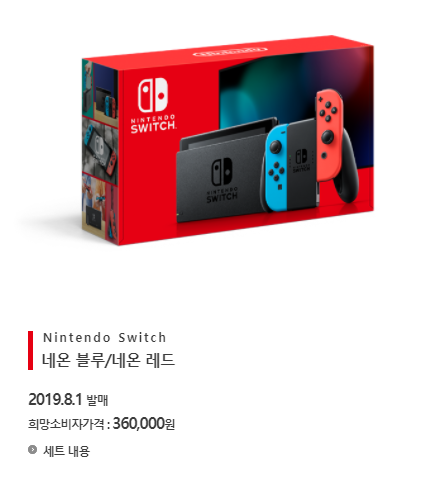 NINTENDO
SWITCH
NINTENDO
SWITCH
Nintendo Switch
네온 블루/네온 레드
2019.8.1 발매
희망소비자가격 : 360,000원
세트 내용